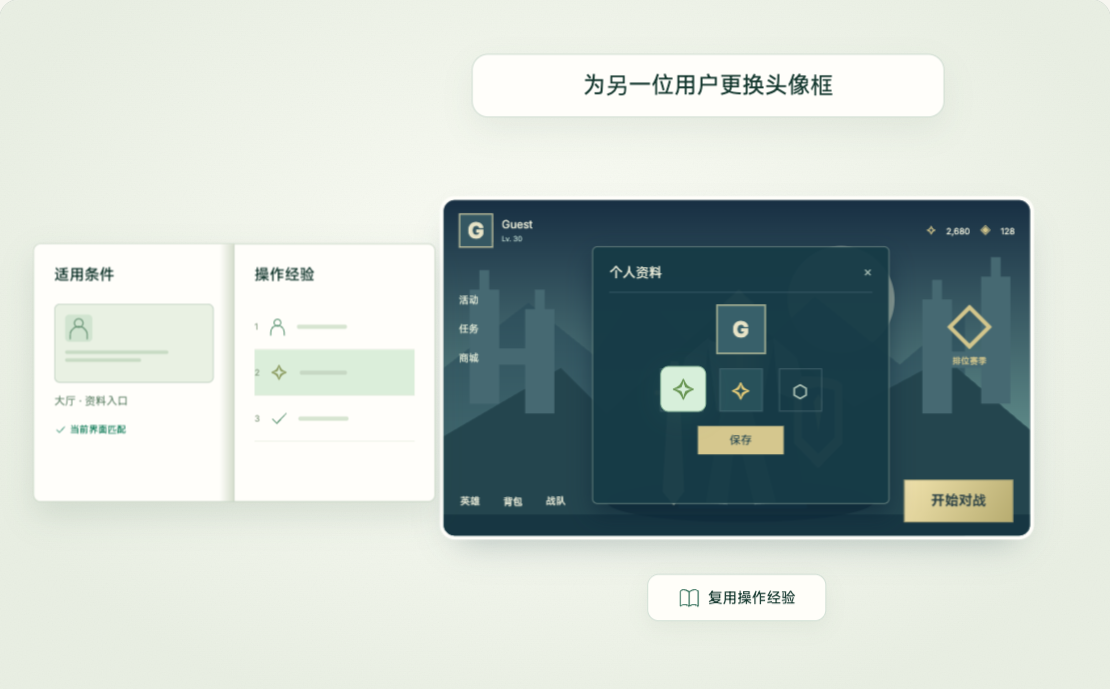 为另一位用户更换头像框
适用条件
大厅 · 资料入口
当前界面匹配
操作经验
1
2
3
G
Guest
Lv. 30
2,680
128
活动
任务
商城
个人资料
×
G
保存
排位赛季
英雄
背包
战队
开始对战
复用操作经验